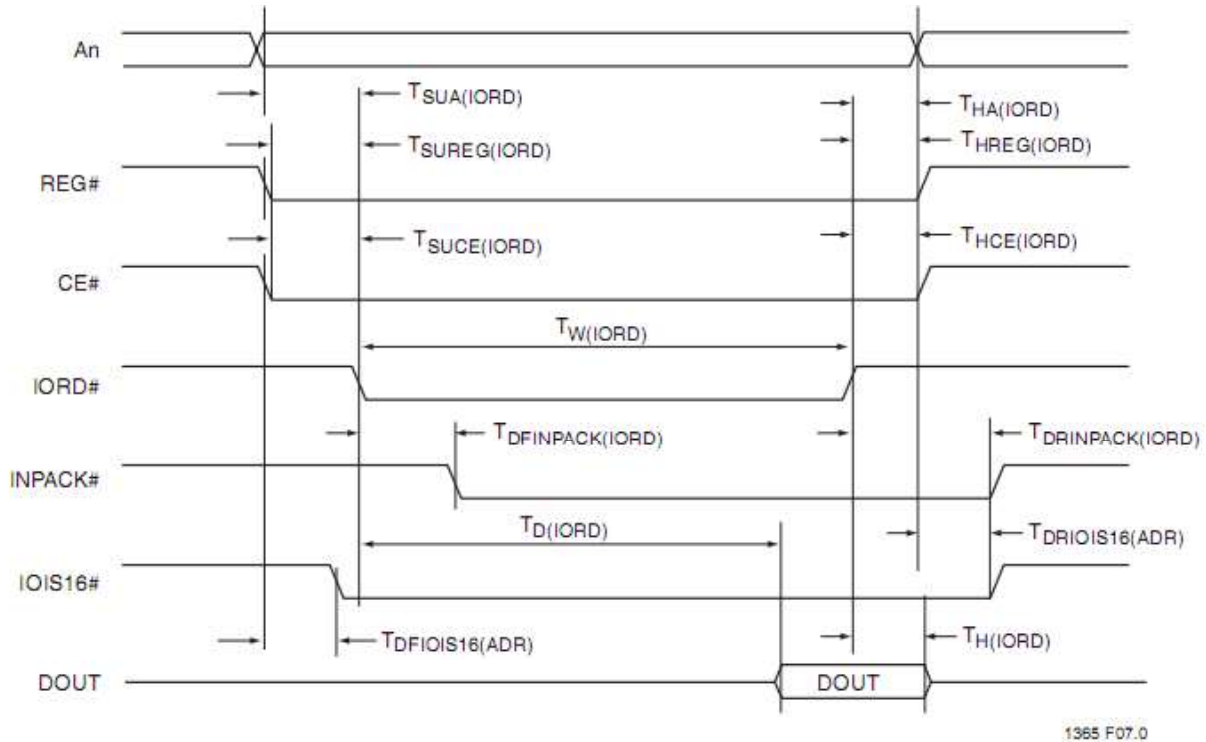 An
TSUA(IORD)
THA(IORD)
TSUREG(IORD)
THREG(IORD)
REG#
TSUCE(IORD)
THCE(IORD)
CE#
TW(IORD)
IORD#
TDFINPACK(IORD)
TDRINPACK(IORD)
INPACK#
TD(IORD)
TDRIOIS16(ADR)
IOIS16#
TDFIOIS16(ADR)
TH(IORD)
DOUT
DOUT
1365 F07.0